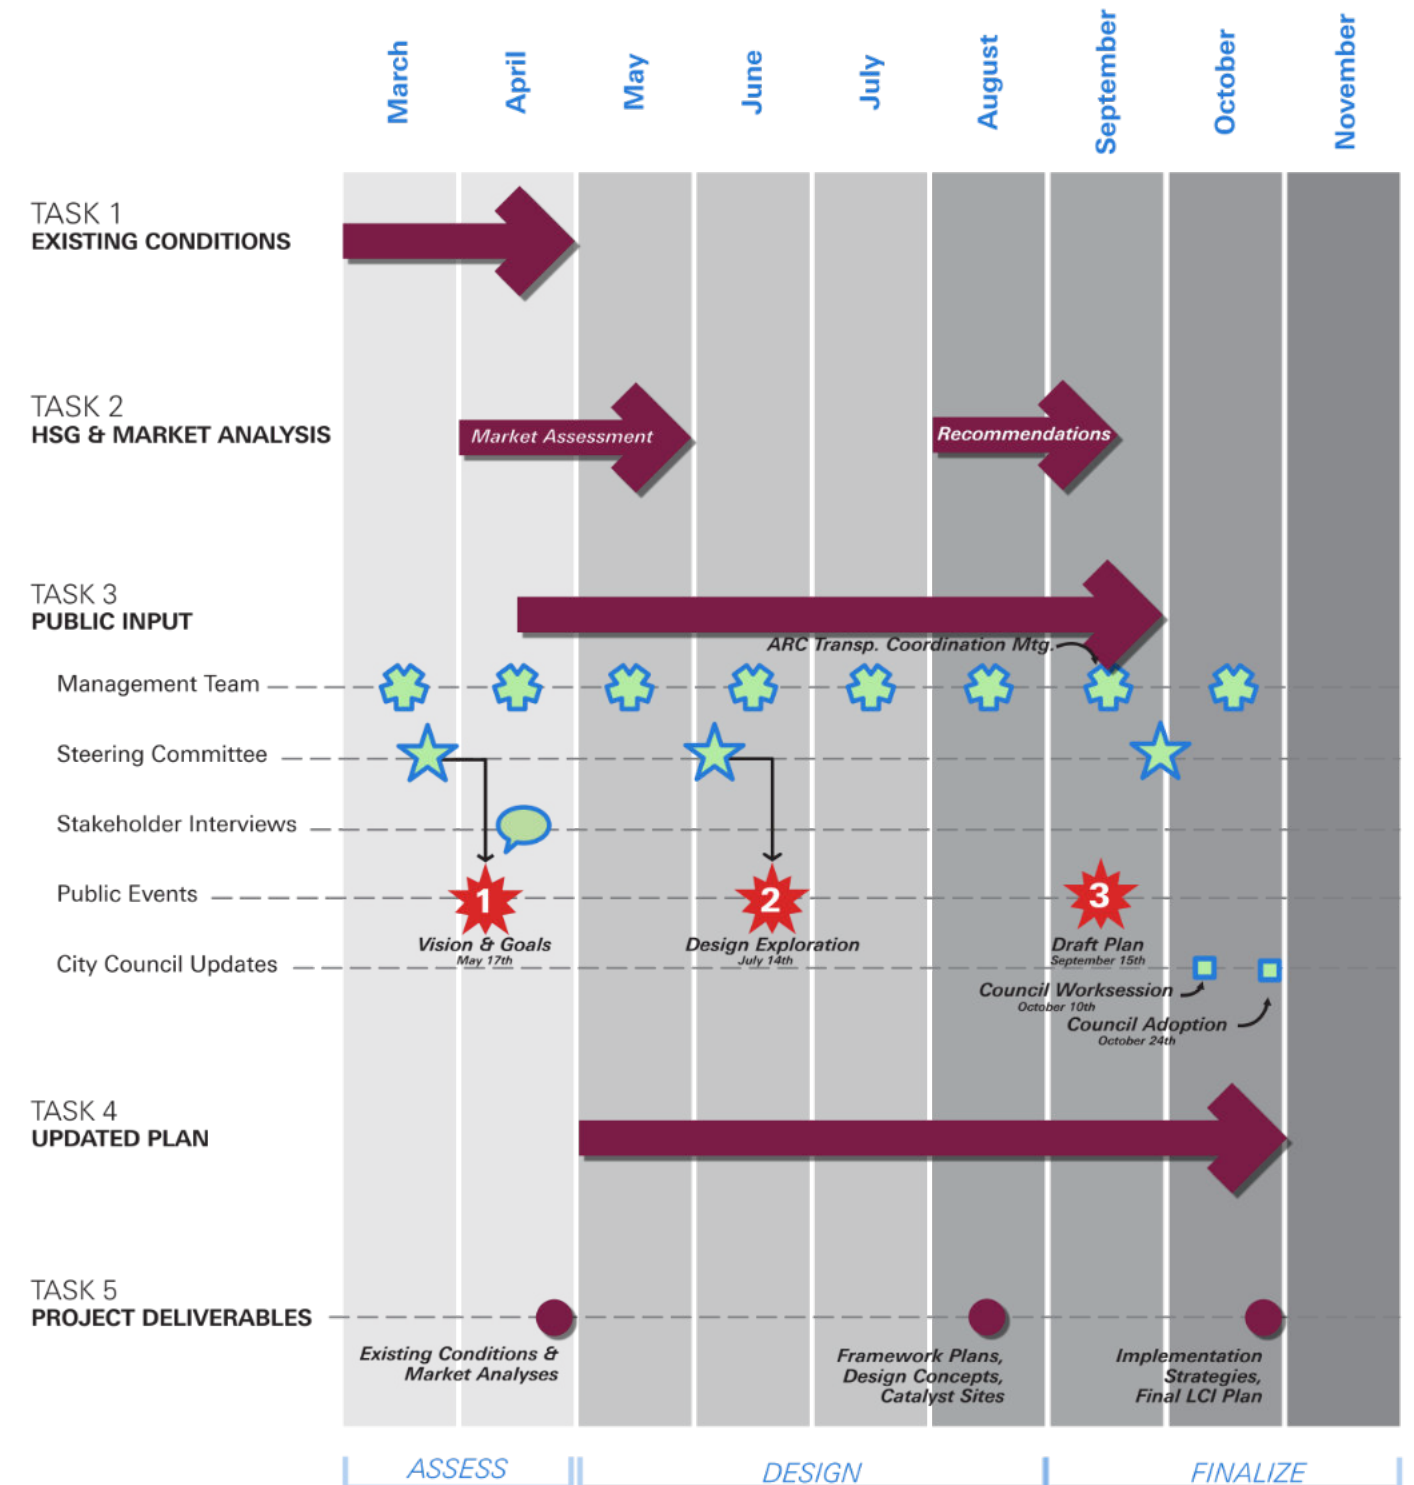 March
April
May
June
July
August
September
October
November
TASK 1
EXISTING CONDITIONS
TASK 2
HSG & MARKET ANALYSIS
Market Assessment
Recommendations
TASK 3
PUBLIC INPUT
ARC Transp. Coordination Mtg.
Management Team
Steering Committee
Stakeholder Interviews
Public Events
1
2
3
Vision & Goals
May 17th
Design Exploration
July 14th
Draft Plan
September 15th
City Council Updates
Council Worksession
October 10th
Council Adoption
October 24th
TASK 4
UPDATED PLAN
TASK 5
PROJECT DELIVERABLES
Existing Conditions &
Market Analyses
Framework Plans,
Design Concepts,
Catalyst Sites
Implementation
Strategies,
Final LCI Plan
ASSESS
DESIGN
FINALIZE